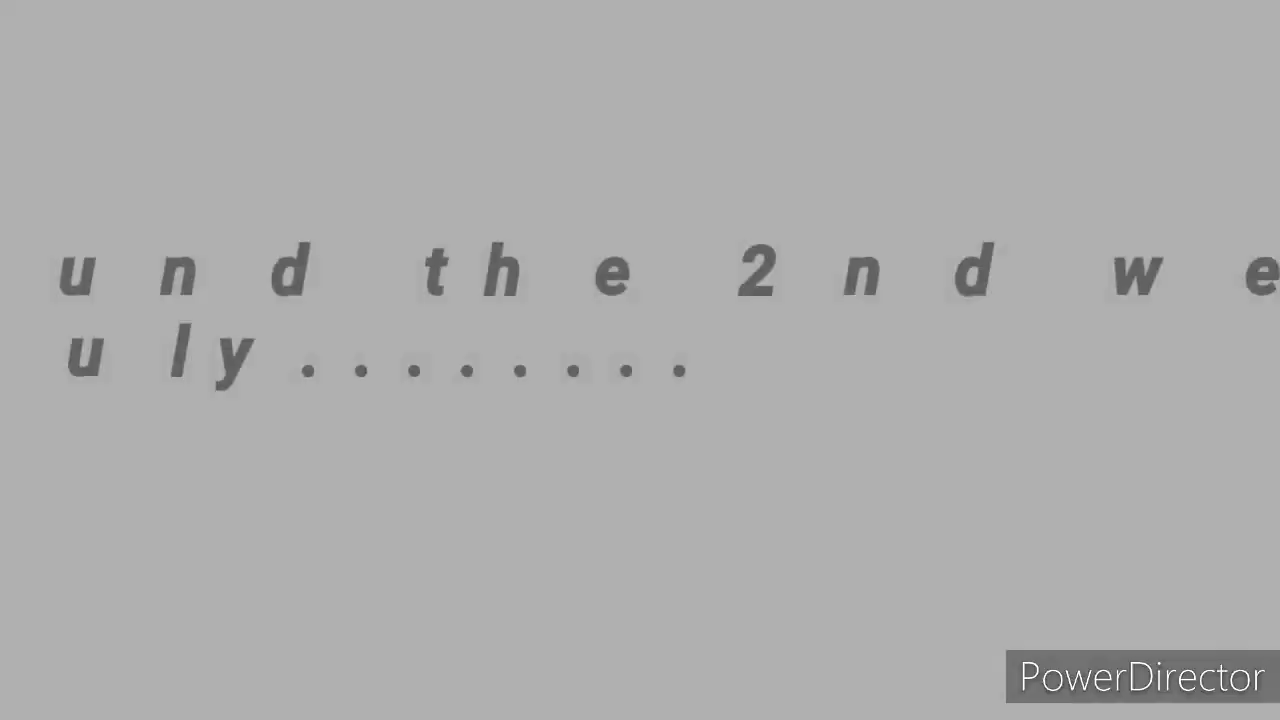 und the 2nd we
uly........
PowerDirector